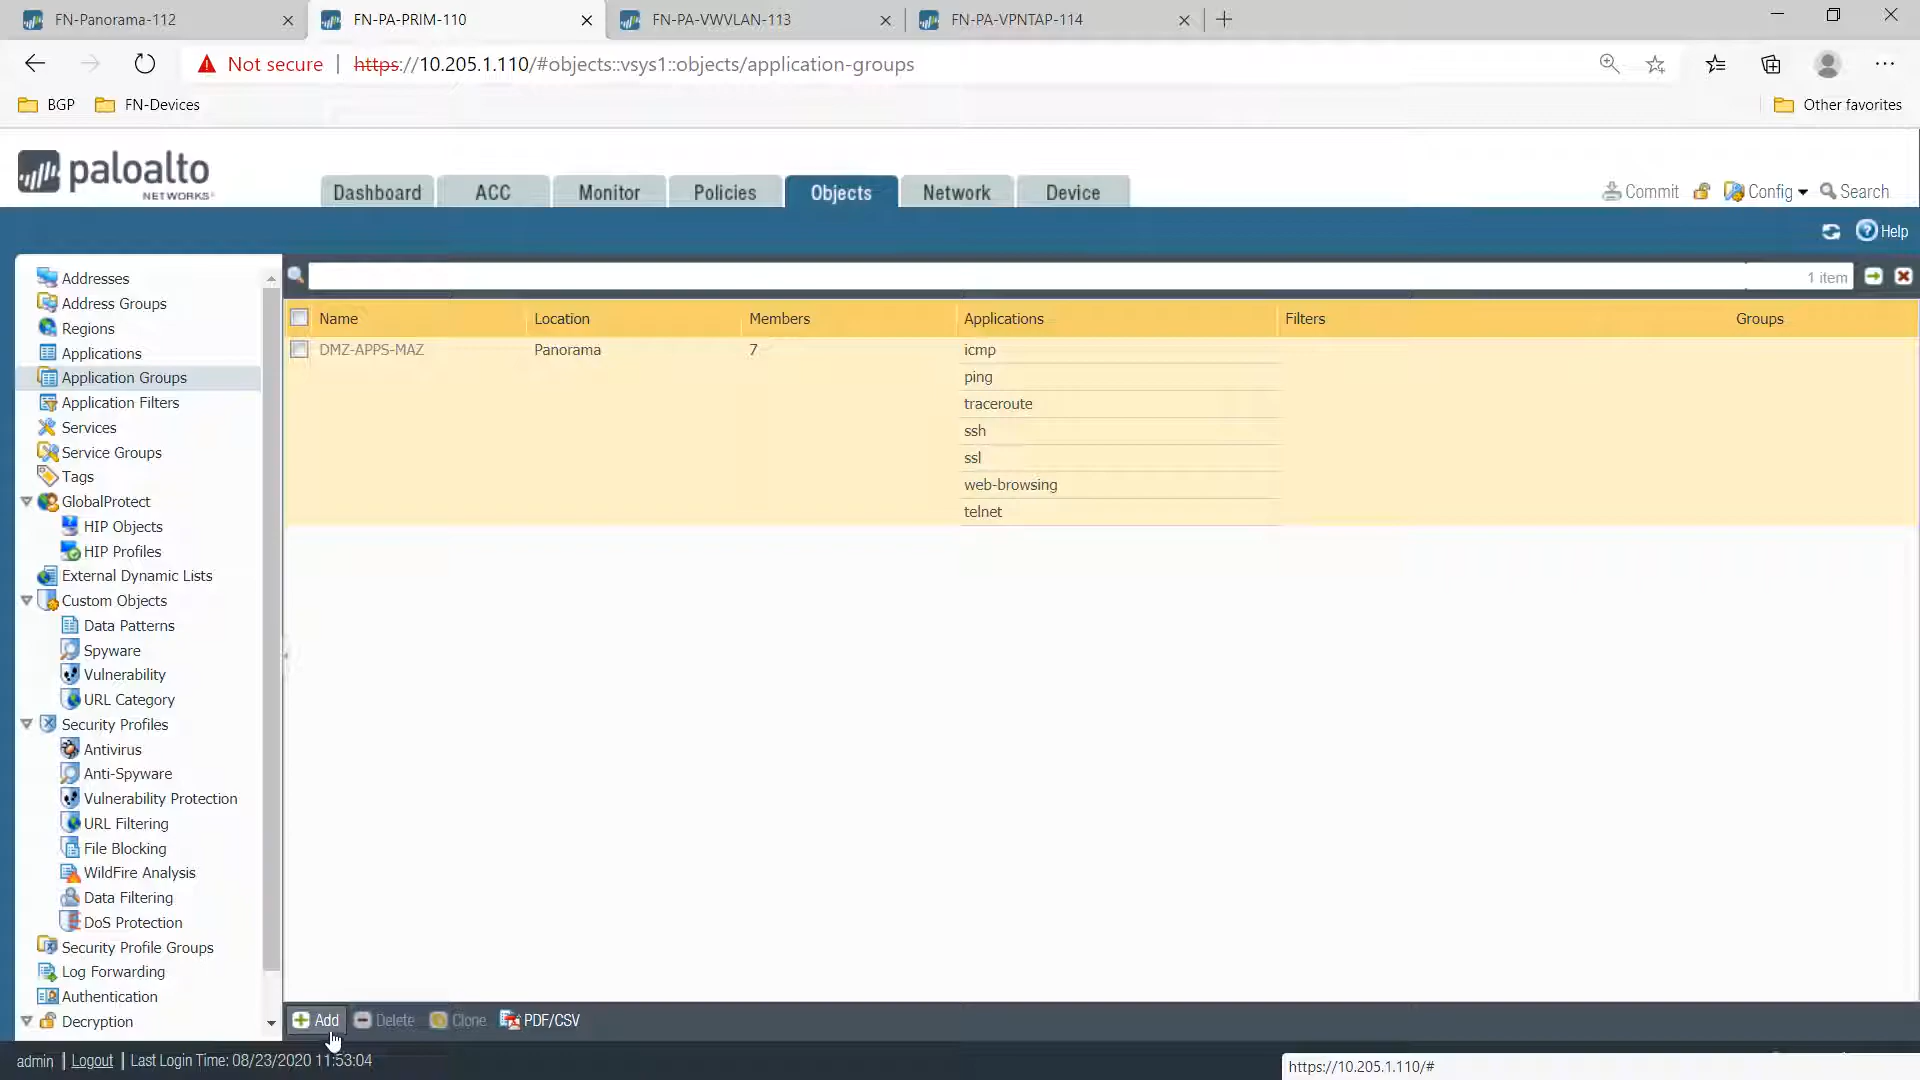 FN-Panorama-112
FN-PA-PRIM-110
FN-PA-VWVLAN-113
FN-PA-VPNTAP-114
Not secure | https://10.205.1.110/#objects::vsys1::objects/application-groups
BGP
FN-Devices
Other favorites
paloalto
NETWORKS
Dashboard
ACC
Monitor
Policies
Objects
Network
Device
Commit
Config
Search
Help
Addresses
Address Groups
Regions
Applications
Application Groups
Application Filters
Services
Service Groups
Tags
GlobalProtect
HIP Objects
HIP Profiles
External Dynamic Lists
Custom Objects
Data Patterns
Spyware
Vulnerability
URL Category
Security Profiles
Antivirus
Anti-Spyware
Vulnerability Protection
URL Filtering
File Blocking
WildFire Analysis
Data Filtering
DoS Protection
Security Profile Groups
Log Forwarding
Authentication
Decryption
1 item
Name Location Members Applications Filters Groups
DMZ-APPS-MAZ Panorama 7 icmp
ping
traceroute
ssh
ssl
web-browsing
telnet
Add Delete Clone PDF/CSV
admin | Logout | Last Login Time: 08/23/2020 11:53:04
https://10.205.1.110/#